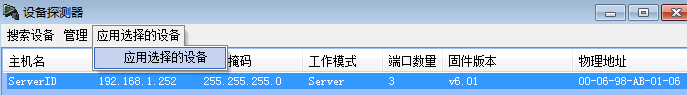 设备探测器
搜索设备 管理 应用选择的设备
应用选择的设备
主机名 掩码 工作模式 端口数量 固件版本 物理地址
ServerID 192.168.1.252 255.255.255.0 Server 3 v6.01 00-06-98-AB-01-06